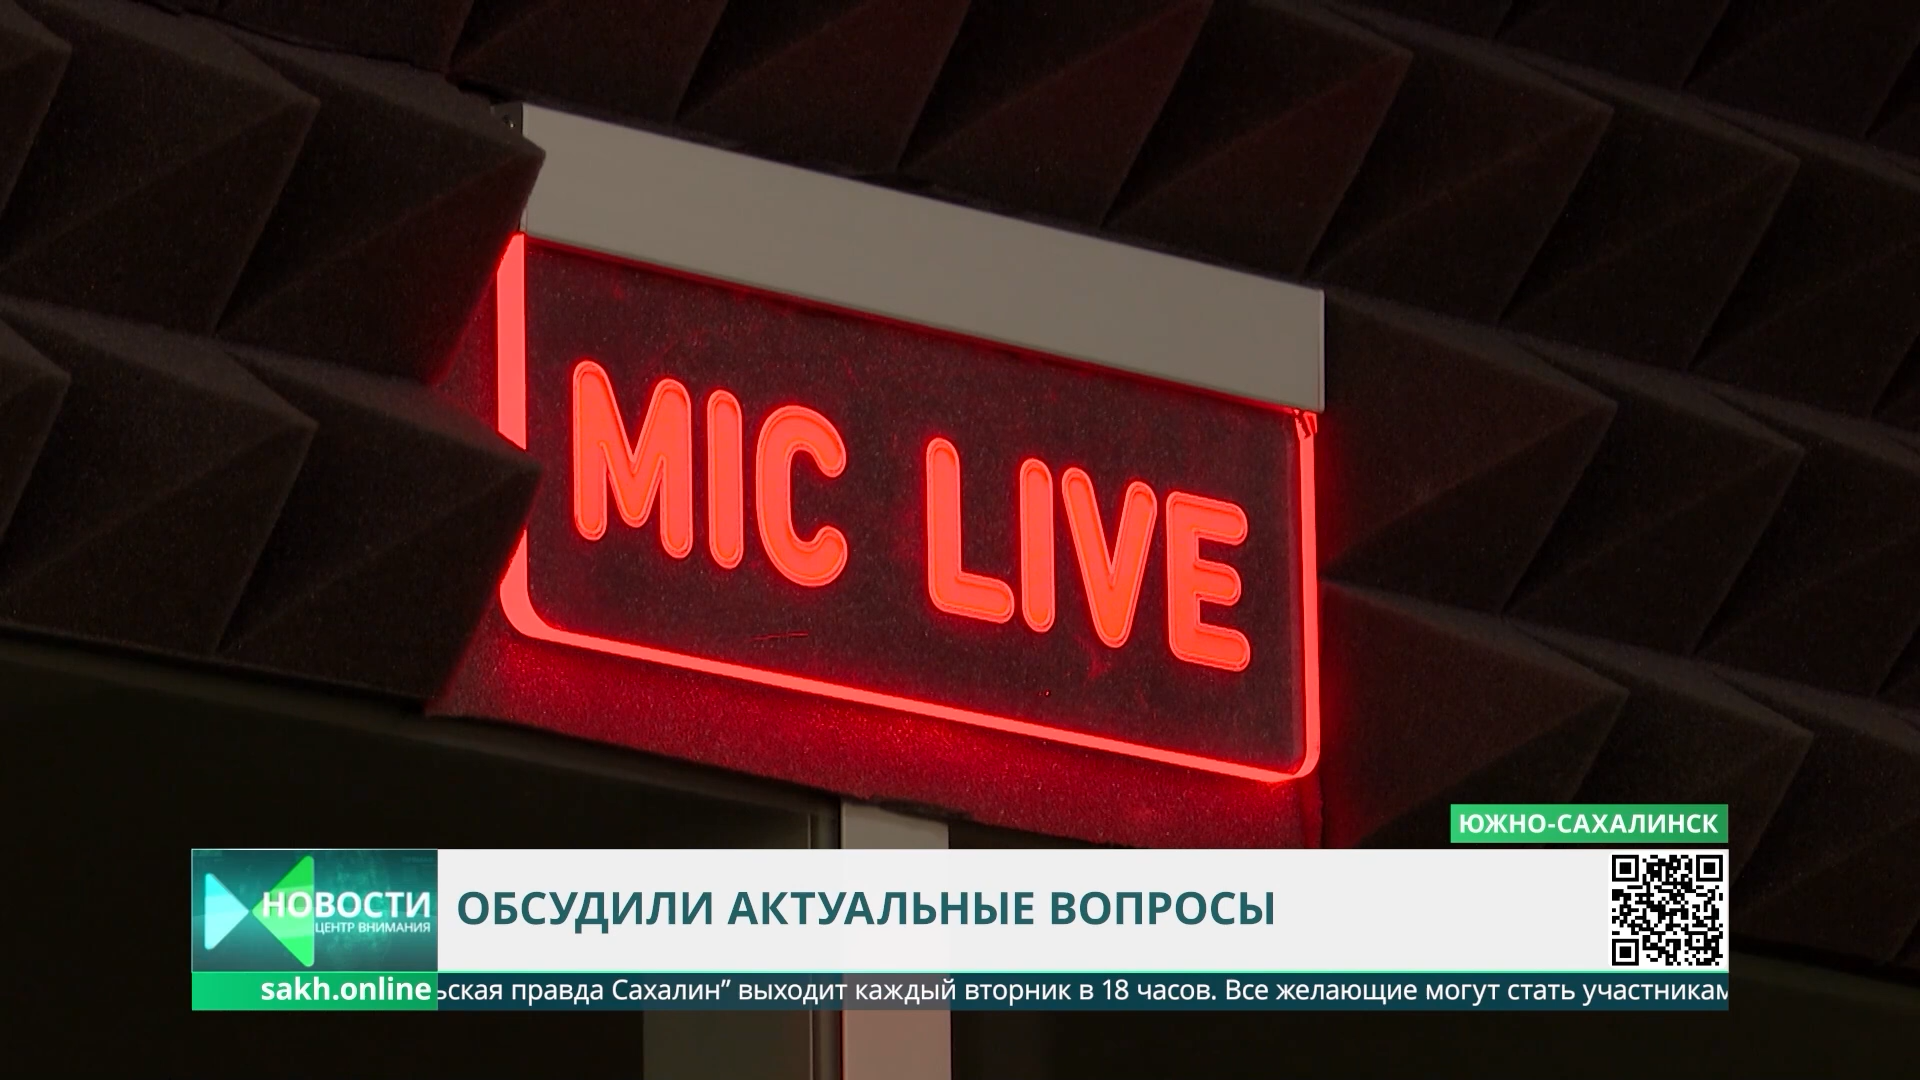 MIC LIVE
ЮЖНО-САХАЛИНСК
НОВОСТИ
ЦЕНТР ВНИМАНИЯ
ОБСУДИЛИ АКТУАЛЬНЫЕ ВОПРОСЫ
sakh.online
ьская правда Сахалин” выходит каждый вторник в 18 часов. Все желающие могут стать участникам